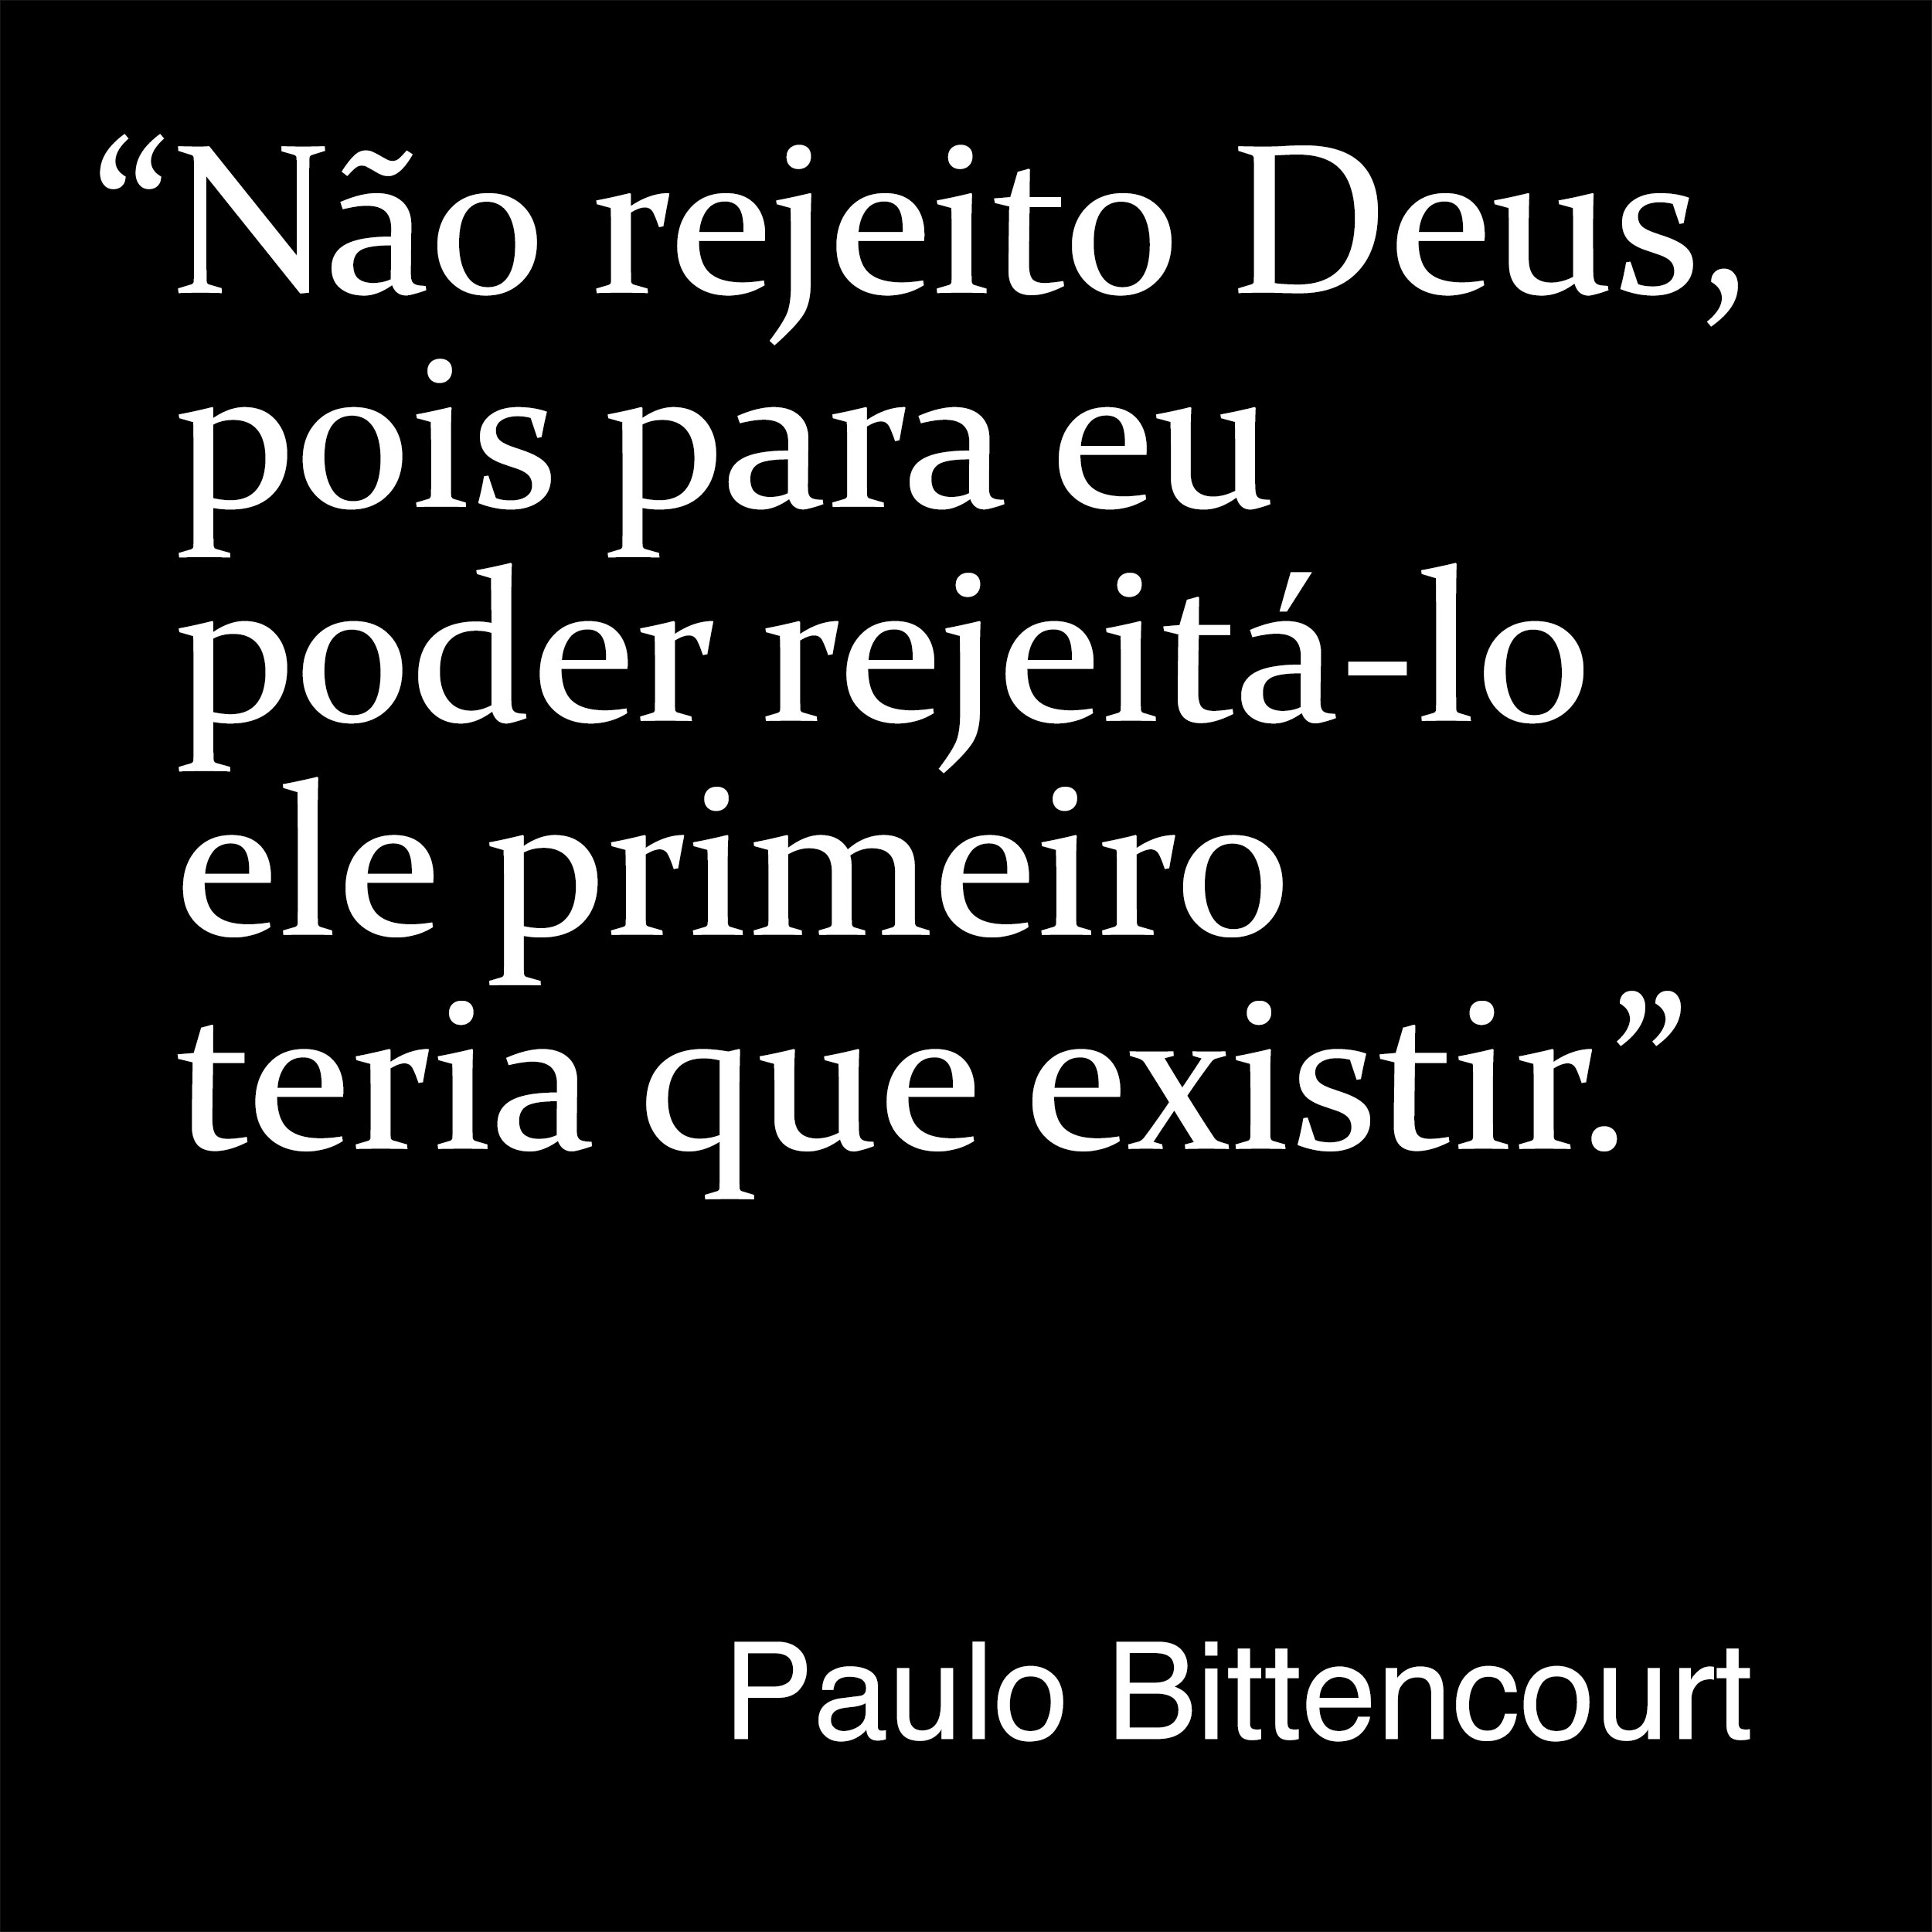 “Não rejeito Deus,
pois para eu
poder rejeitá-lo
ele primeiro
teria que existir.”
Paulo Bittencourt